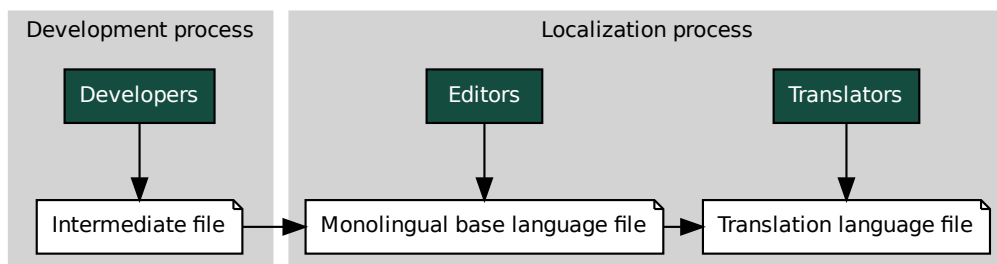 Development process
Localization process
Developers
Editors
Translators
Intermediate file
Monolingual base language file
Translation language file